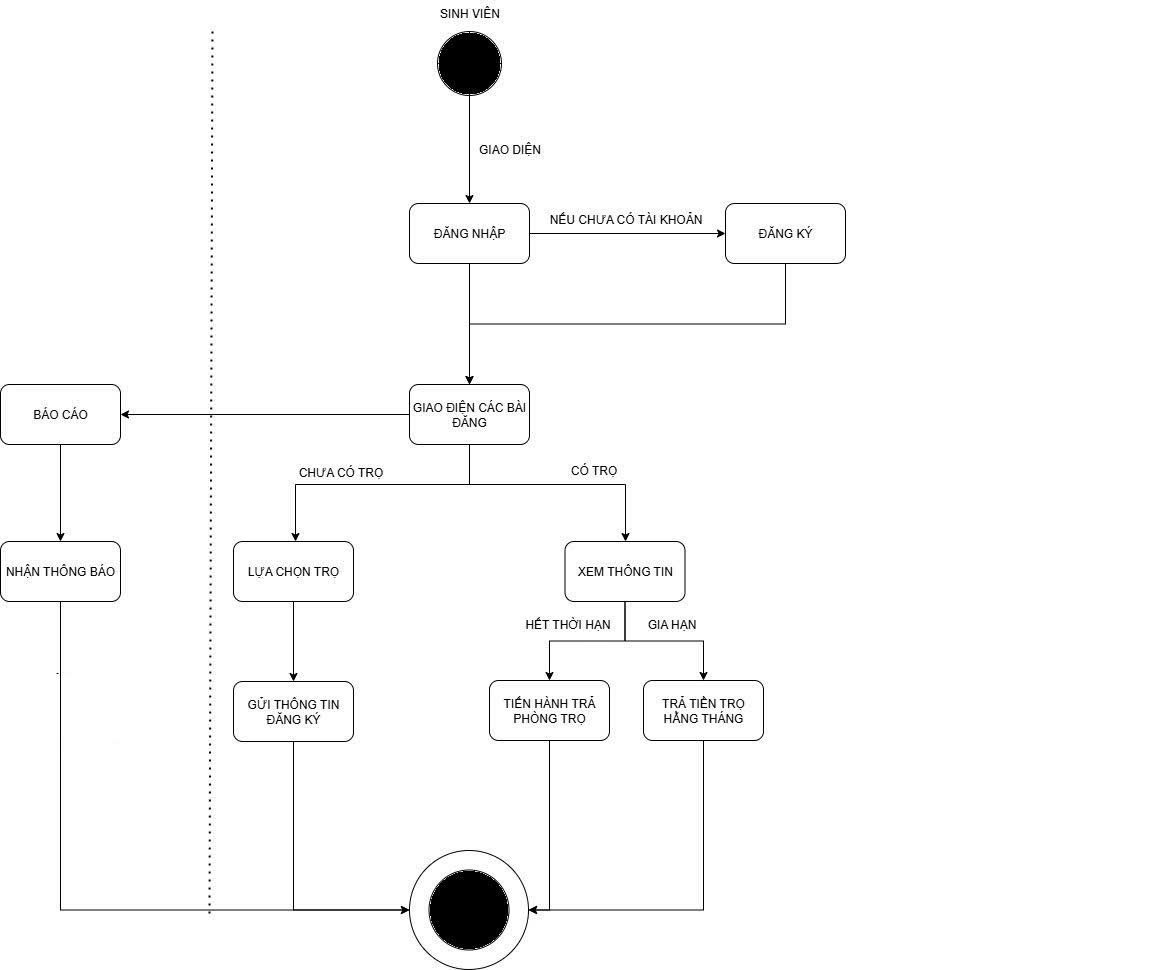 SINH VIÊN
GIAO DIỆN
ĐĂNG NHẬP
NẾU CHƯA CÓ TÀI KHOẢN
ĐĂNG KÝ
BÁO CÁO
GIAO ĐIỆN CÁC BÀI
ĐĂNG
CHƯA CÓ TRỌ
CÓ TRỌ
NHẬN THÔNG BÁO
LỰA CHỌN TRỌ
XEM THÔNG TIN
HẾT THỜI HẠN
GIA HẠN
GỬI THÔNG TIN
ĐĂNG KÝ
TIẾN HÀNH TRẢ
PHÒNG TRỌ
TRẢ TIỀN TRỌ
HẰNG THÁNG